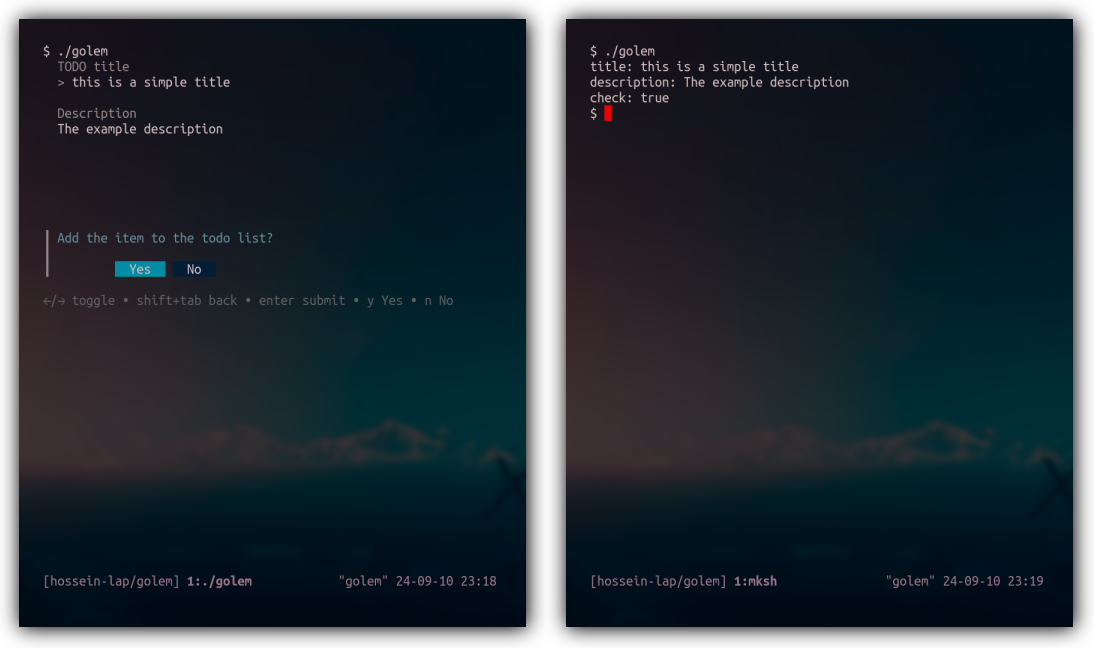 $ ./golem
TODO title
> this is a simple title
Description
The example description
Add the item to the todo list?
Yes No
←/→ toggle • shift+tab back • enter submit • y Yes • n No
[hossein-lap/golem] 1:./golem "golem" 24-09-10 23:18
$ ./golem
title: this is a simple title
description: The example description
check: true
$
[hossein-lap/golem] 1:mksh "golem" 24-09-10 23:19